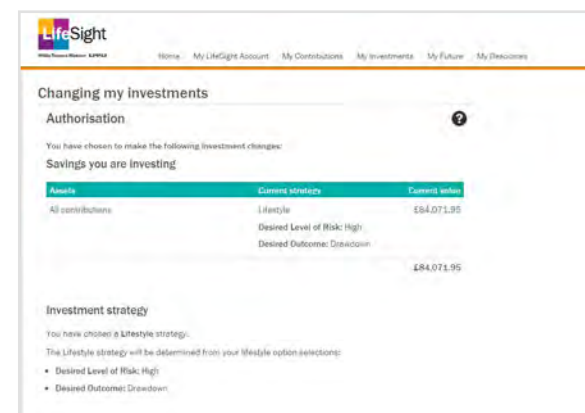 LifeSight
Willis Towers Watson
Home My LifeSight Account My Contributions My Investments My Future My Resources
Changing my investments
Authorisation
?
You have chosen to make the following investment changes:
Savings you are investing
Assets Current strategy Current value
All contributions Lifestyle £84,071.95
Desired Level of Risk: High
Desired Outcome: Drawdown
£84,071.95
Investment strategy
You have chosen a Lifestyle strategy.
The Lifestyle strategy will be determined from your lifestyle option selections:
• Desired Level of Risk: High
• Desired Outcome: Drawdown